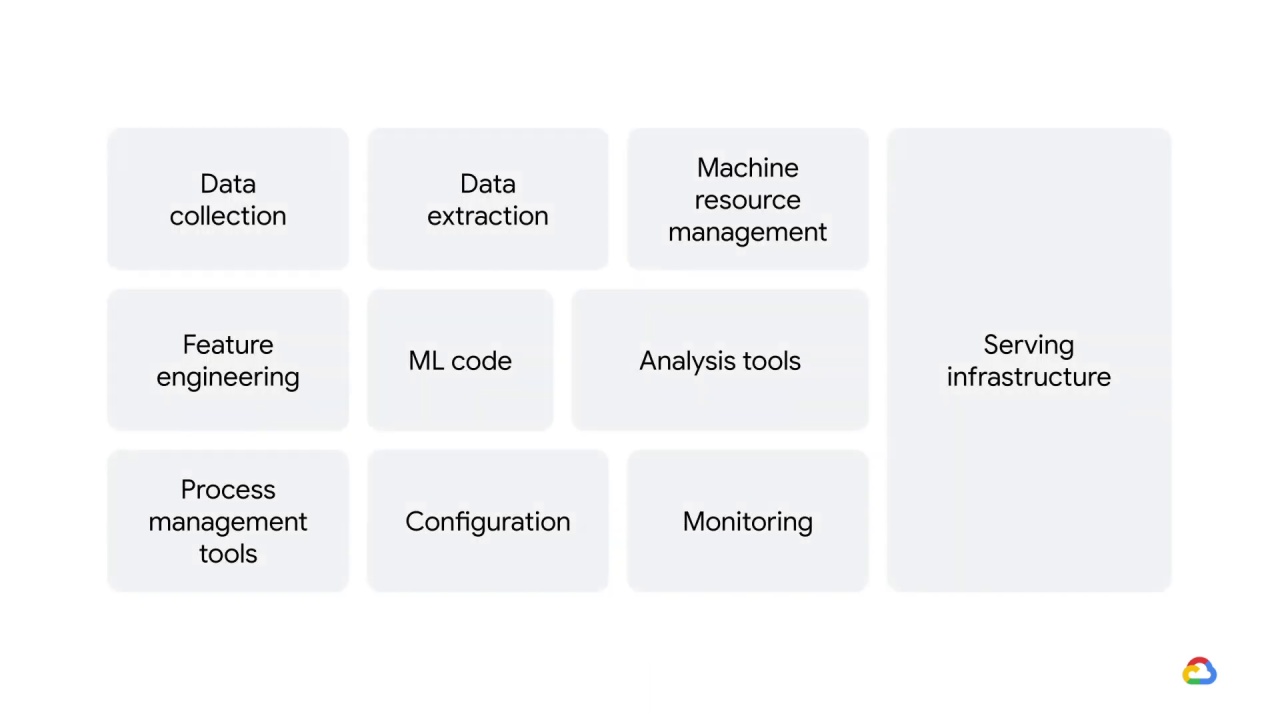 Data
collection
Data
extraction
Machine
resource
management
Feature
engineering
ML code
Analysis tools
Serving
infrastructure
Process
management
tools
Configuration
Monitoring